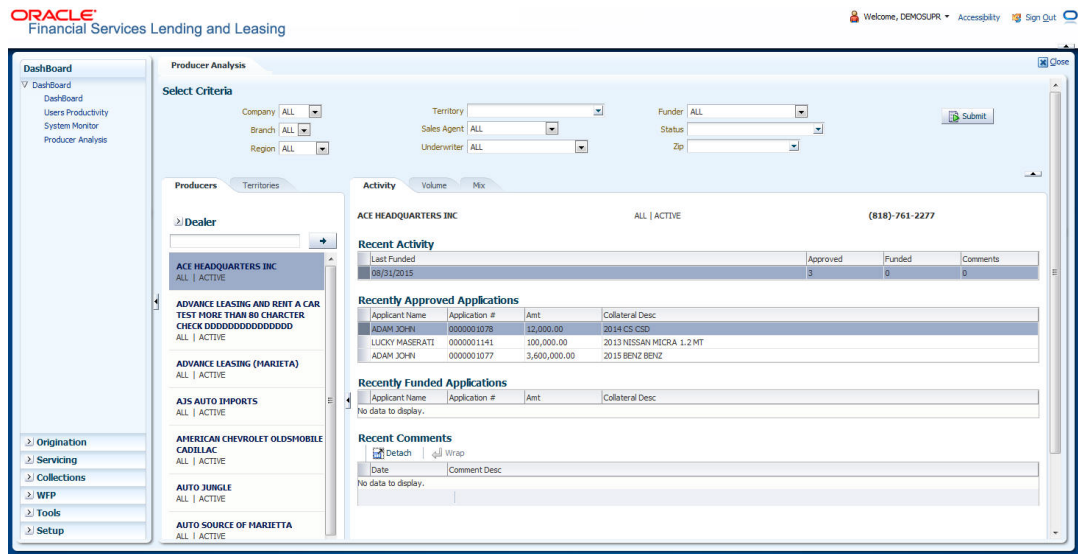 ORACLE
Financial Services Lending and Leasing
Welcome, DEMOSUPR Accessibility Sign Out
Close
DashBoard
DashBoard
DashBoard
Users Productivity
System Monitor
Producer Analysis
Origination
Servicing
Collections
WFP
Tools
Setup
Producer Analysis
Select Criteria
Company ALL Territory Funder ALL Submit
Branch ALL Sales Agent ALL Status
Region ALL Underwriter ALL Zip
Producers Territories
Dealer
ACE HEADQUARTERS INC
ALL | ACTIVE
ADVANCE LEASING AND RENT A CAR
TEST MORE THAN 80 CHARCTER
CHECK DDDDDDDDDDDDDDD
ALL | ACTIVE
ADVANCE LEASING (MARIETA)
ALL | ACTIVE
AJS AUTO IMPORTS
ALL | ACTIVE
AMERICAN CHEVROLET OLDSMOBILE
CADILLAC
ALL | ACTIVE
AUTO JUNGLE
ALL | ACTIVE
AUTO SOURCE OF MARIETTA
ALL | ACTIVE
Activity Volume Mix
ACE HEADQUARTERS INC ALL | ACTIVE (818)-761-2277
Recent Activity
Last Funded Approved Funded Comments
08/31/2015 3 0 0
Recently Approved Applications
Applicant Name Application # Amt Collateral Desc
ADAM JOHN 0000001078 12,000.00 2014 CS CSD
LUCKY MASERATI 0000001141 100,000.00 2013 NISSAN MICRA 1.2 MT
ADAM JOHN 0000001077 3,600,000.00 2015 BENZ BENZ
Recently Funded Applications
Applicant Name Application # Amt Collateral Desc
No data to display.
Recent Comments
Detach Wrap
Date Comment Desc
No data to display.